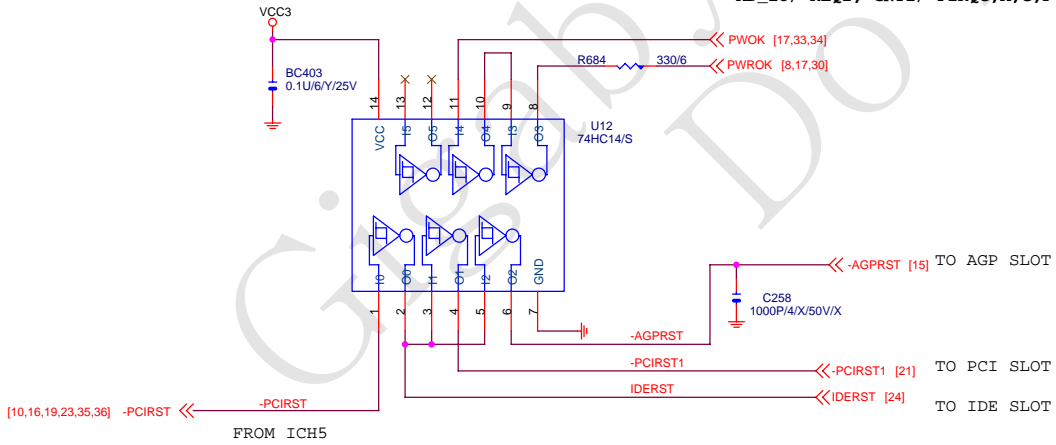 VCC3
PWOK [17,33,34]
R684 330/6
PWROK [8,17,30]
BC403
0.1U/6/Y/25V
14 13 12 11 10 9 8
VCC I5 O5 I4 O4 I3 O3
U12
74HC14/S
I0 O0 I1 O1 I2 O2 GND
1 2 3 4 5 6 7
-AGPRST [15] TO AGP SLOT
C258
1000P/4/X/50V/X
-AGPRST
-PCIRST1
-PCIRST1 [21] TO PCI SLOT
IDERST
IDERST [24] TO IDE SLOT
[10,16,19,23,35,36] -PCIRST
-PCIRST
FROM ICH5